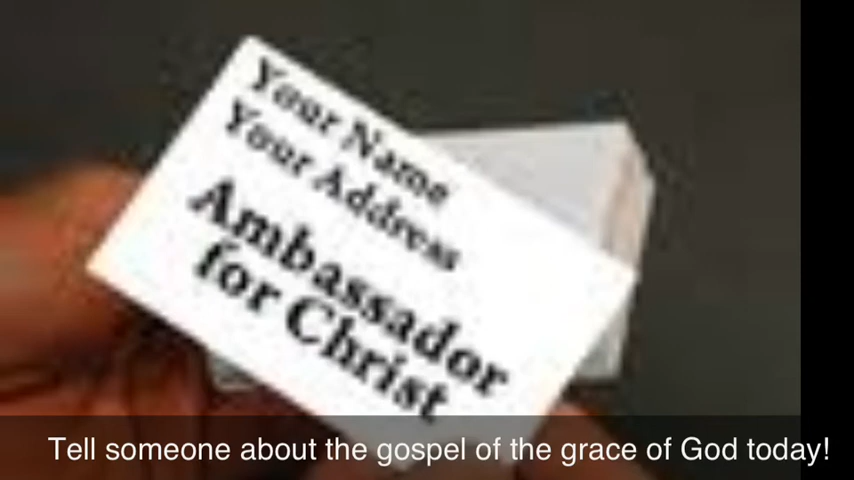 Your Name
Your Address
Ambassador
for Christ
Tell someone about the gospel of the grace of God today!